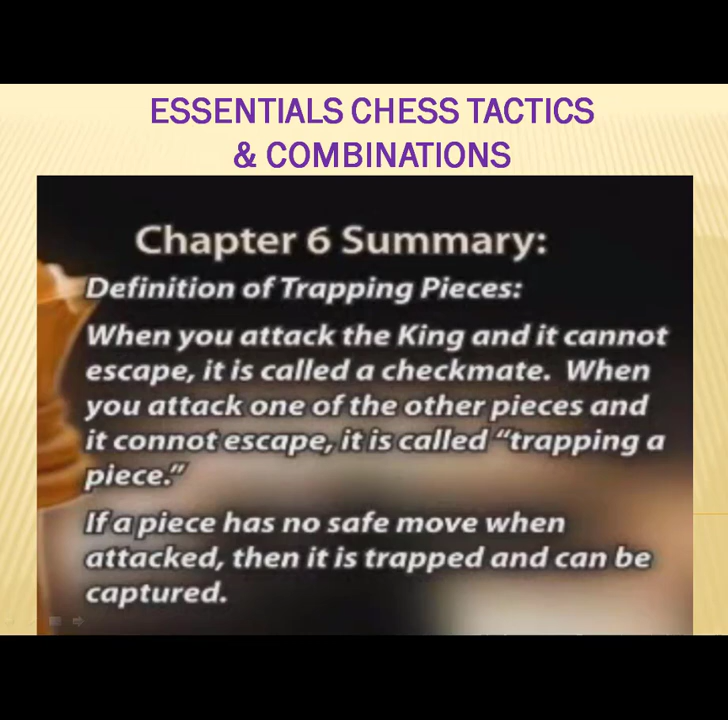 ESSENTIALS CHESS TACTICS
& COMBINATIONS
Chapter 6 Summary:
Definition of Trapping Pieces:
When you attack the King and it cannot
escape, it is called a checkmate.  When
you attack one of the other pieces and
it connot escape, it is called “trapping a
piece.”
If a piece has no safe move when
attacked, then it is trapped and can be
captured.